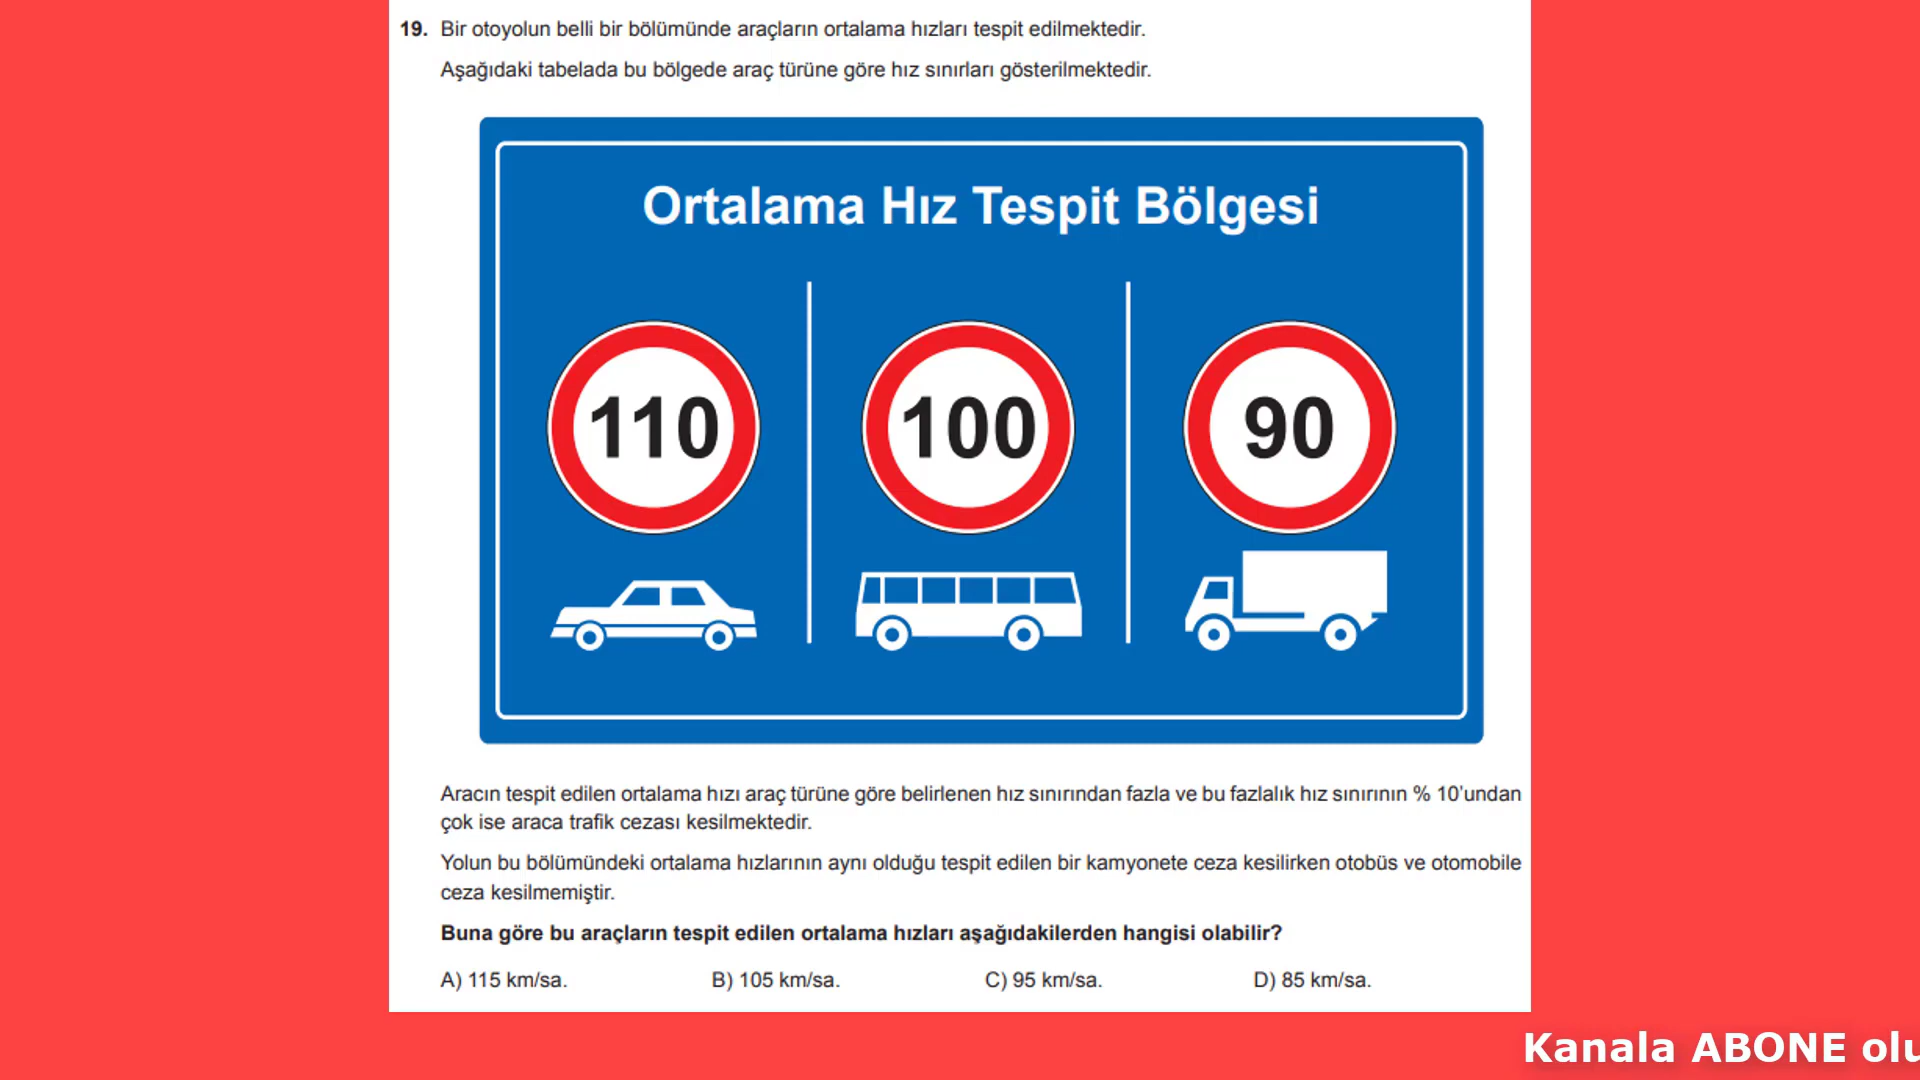 19. Bir otoyolun belli bir bölümünde araçların ortalama hızları tespit edilmektedir.
Aşağıdaki tabelada bu bölgede araç türüne göre hız sınırları gösterilmektedir.
Ortalama Hız Tespit Bölgesi
110 100 90
Aracın tespit edilen ortalama hızı araç türüne göre belirlenen hız sınırından fazla ve bu fazlalık hız sınırının % 10'undan
çok ise araca trafik cezası kesilmektedir.
Yolun bu bölümündeki ortalama hızlarının aynı olduğu tespit edilen bir kamyonete ceza kesilirken otobüs ve otomobile
ceza kesilmemiştir.
Buna göre bu araçların tespit edilen ortalama hızları aşağıdakilerden hangisi olabilir?
A) 115 km/sa. B) 105 km/sa. C) 95 km/sa. D) 85 km/sa.
Kanala ABONE olu